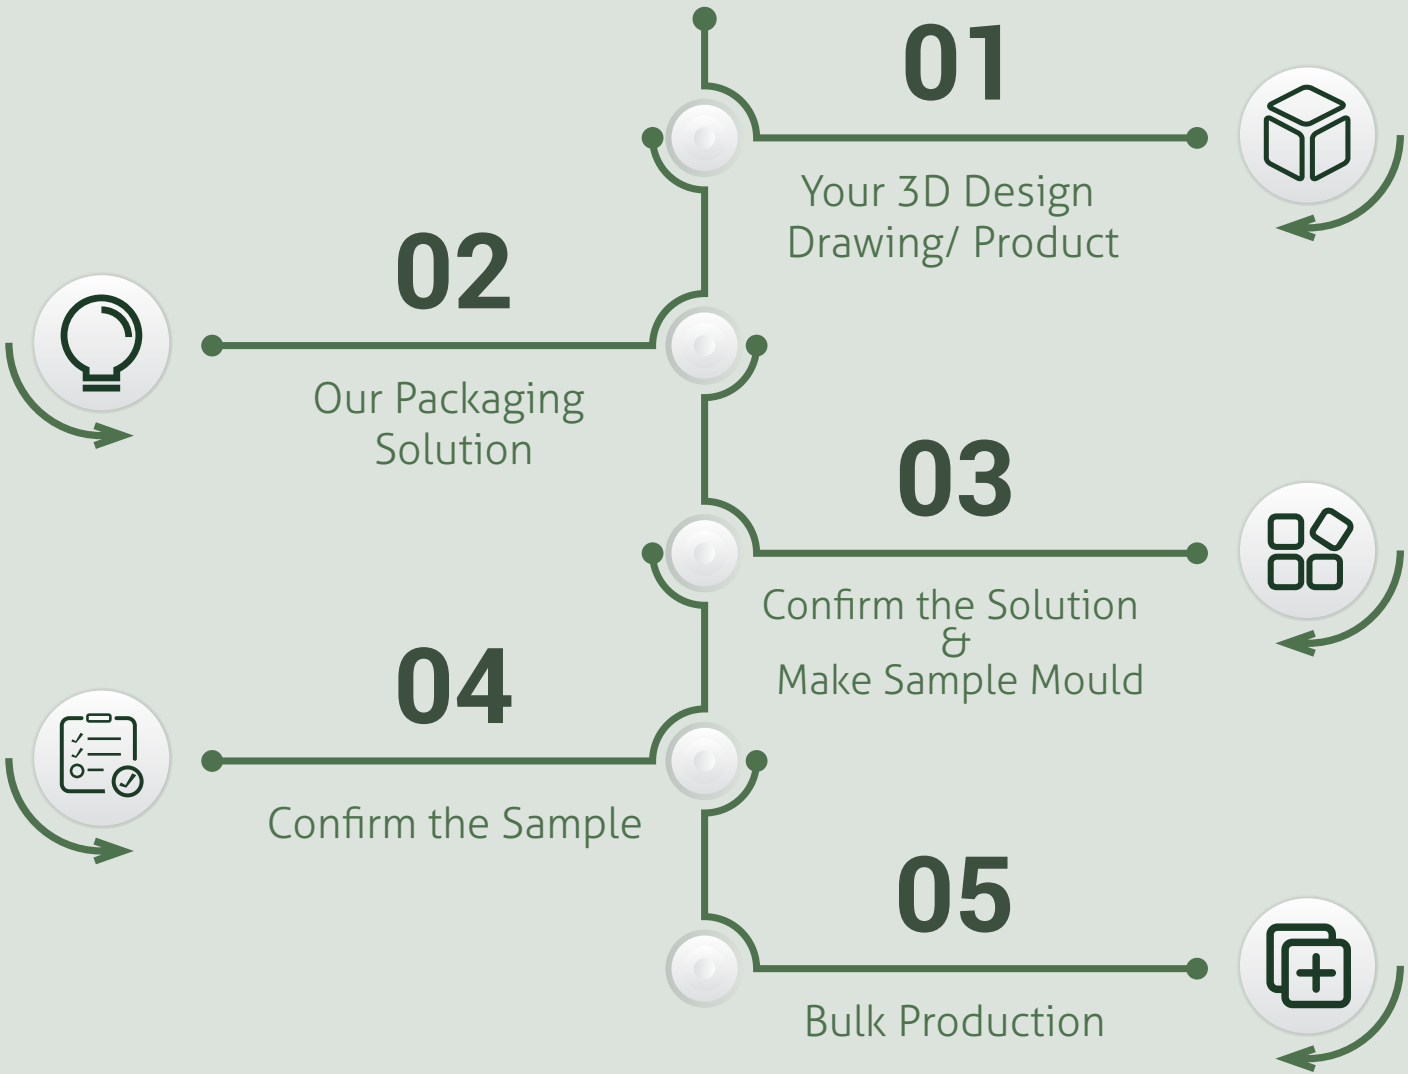 01
Your 3D Design
Drawing/ Product
02
Our Packaging
Solution
03
Confirm the Solution
&
Make Sample Mould
04
Confirm the Sample
05
Bulk Production